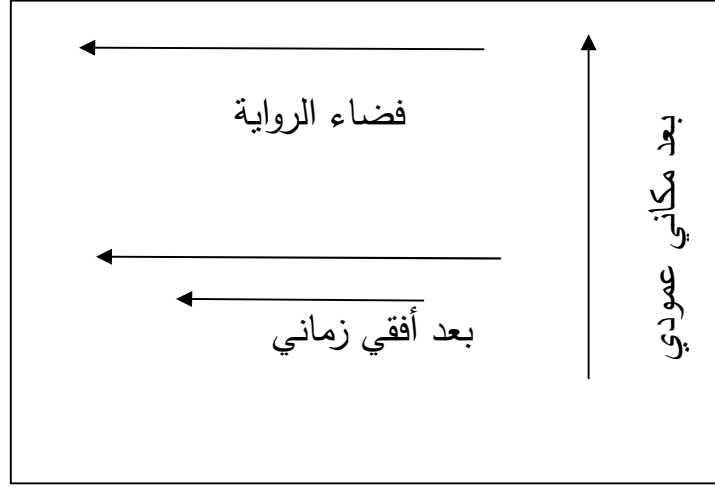 فضاء الرواية
بعد مكاني عمودي
بعد أفقي زماني